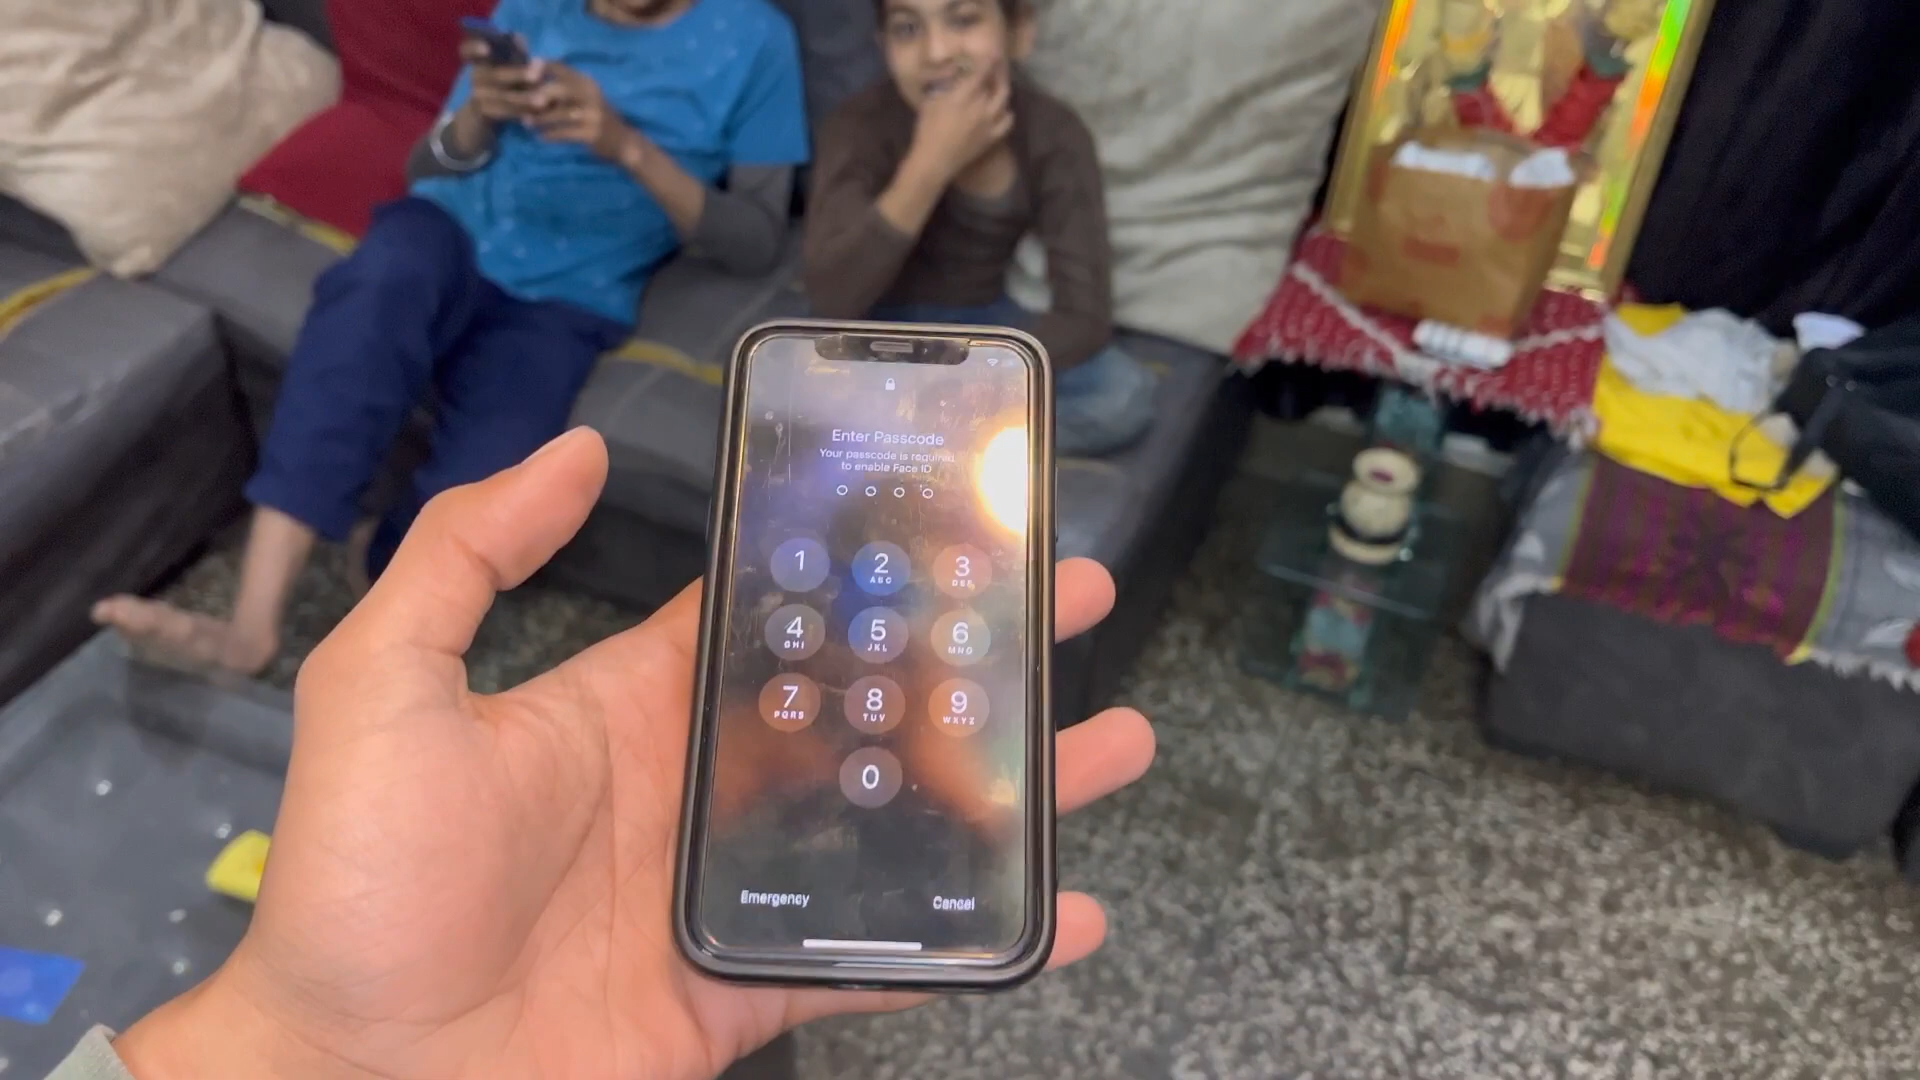 Enter Passcode
Your passcode is required
to enable Face ID
1
2
ABC
3
DEF
4
GHI
5
JKL
6
MNO
7
PQRS
8
TUV
9
WXYZ
0
Emergency
Cancel